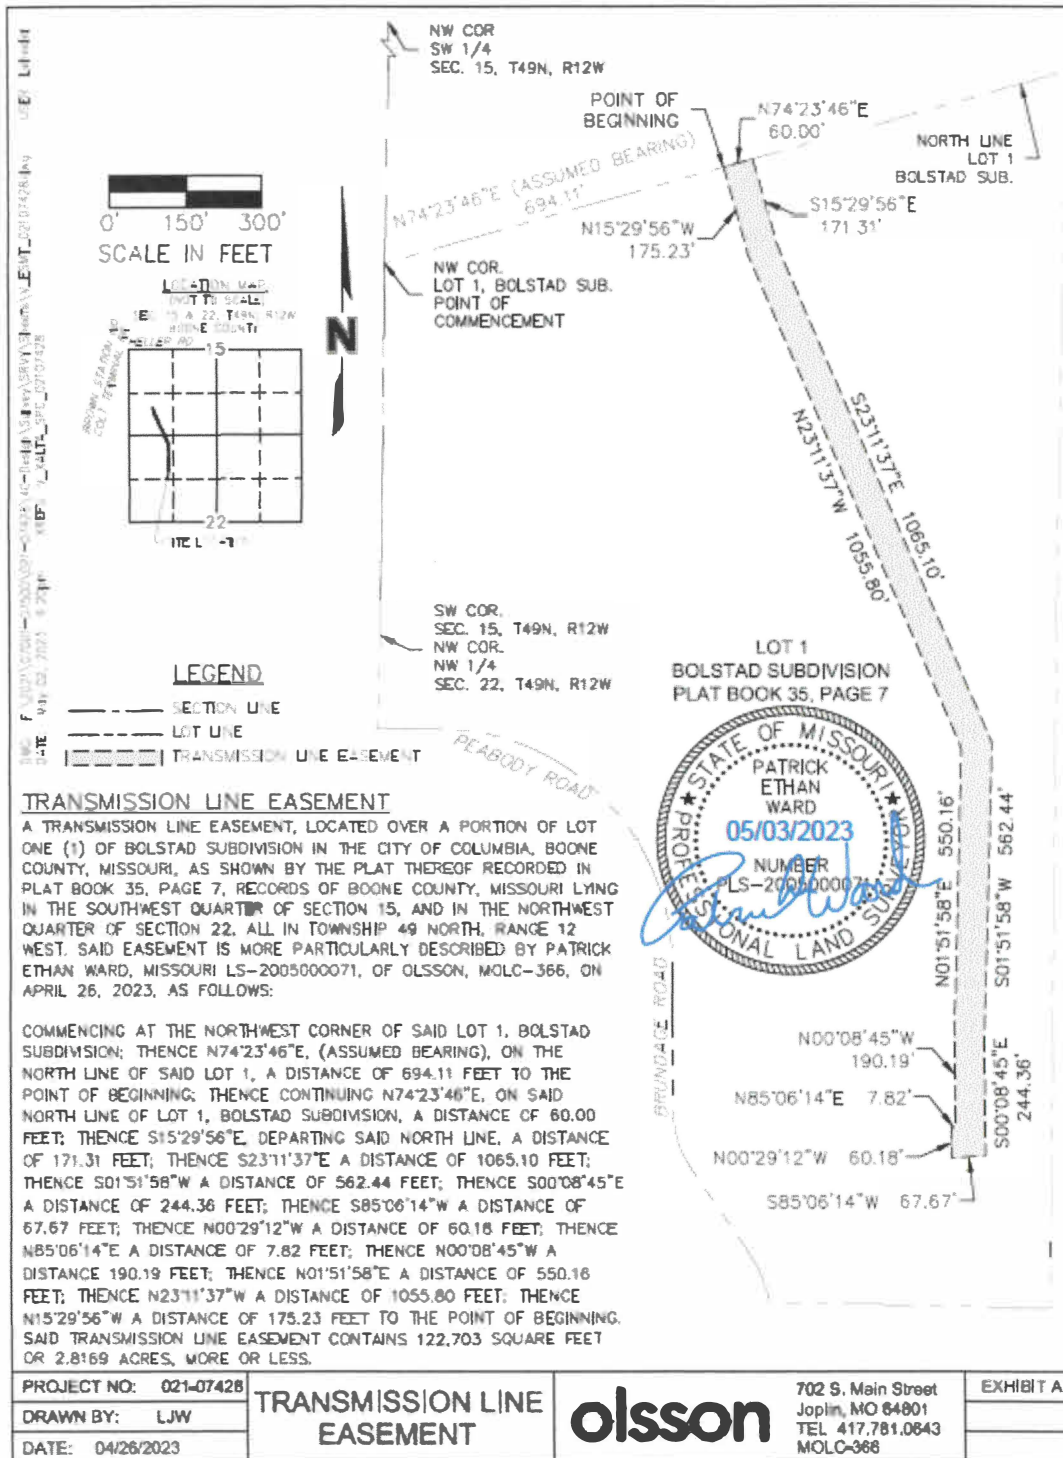 NW COR
SW 1/4
SEC. 15, T49N, R12W
POINT OF
BEGINNING
N74°23'46"E
60.00'
NORTH LINE
LOT 1
BOLSTAD SUB.
N74°23'46"E (ASSUMED BEARING)
694.11'
S15°29'56"E
171.31'
N15°29'56"W
175.23'
0' 150' 300'
SCALE IN FEET
LOCATION MAP
(NOT TO SCALE)
SEC. 15 & 22, T49N, R12W
BOONE COUNTY
15
22
N
NW COR.
LOT 1, BOLSTAD SUB.
POINT OF
COMMENCEMENT
S23°11'37"E 1065.10'
N23°11'37"W 1055.80'
SW COR.
SEC. 15, T49N, R12W
NW COR.
NW 1/4
SEC. 22, T49N, R12W
LOT 1
BOLSTAD SUBDIVISION
PLAT BOOK 35, PAGE 7
LEGEND
SECTION LINE
LOT LINE
TRANSMISSION LINE EASEMENT
PEABODY ROAD
STATE OF MISSOURI
PATRICK
ETHAN
WARD
05/03/2023
NUMBER
PLS-2005000071
PROFESSIONAL LAND SURVEYOR
N01°51'58"E 550.16'
S01°51'58"W 562.44'
BRUNDAGE ROAD
N00°08'45"W
190.19'
N85°06'14"E 7.82'
S00°08'45"E
244.36'
N00°29'12"W 60.18'
S85°06'14"W 67.67'
TRANSMISSION LINE EASEMENT
A TRANSMISSION LINE EASEMENT, LOCATED OVER A PORTION OF LOT
ONE (1) OF BOLSTAD SUBDIVISION IN THE CITY OF COLUMBIA, BOONE
COUNTY, MISSOURI, AS SHOWN BY THE PLAT THEREOF RECORDED IN
PLAT BOOK 35, PAGE 7, RECORDS OF BOONE COUNTY, MISSOURI LYING
IN THE SOUTHWEST QUARTER OF SECTION 15, AND IN THE NORTHWEST
QUARTER OF SECTION 22, ALL IN TOWNSHIP 49 NORTH, RANGE 12
WEST. SAID EASEMENT IS MORE PARTICULARLY DESCRIBED BY PATRICK
ETHAN WARD, MISSOURI LS-2005000071, OF OLSSON, MOLC-366, ON
APRIL 26, 2023, AS FOLLOWS:
COMMENCING AT THE NORTHWEST CORNER OF SAID LOT 1, BOLSTAD
SUBDIVISION; THENCE N74°23'46"E, (ASSUMED BEARING), ON THE
NORTH LINE OF SAID LOT 1, A DISTANCE OF 694.11 FEET TO THE
POINT OF BEGINNING; THENCE CONTINUING N74°23'46"E, ON SAID
NORTH LINE OF LOT 1, BOLSTAD SUBDIVISION, A DISTANCE OF 60.00
FEET; THENCE S15°29'56"E, DEPARTING SAID NORTH LINE, A DISTANCE
OF 171.31 FEET; THENCE S23°11'37"E A DISTANCE OF 1065.10 FEET;
THENCE S01°51'58"W A DISTANCE OF 562.44 FEET; THENCE S00°08'45"E
A DISTANCE OF 244.36 FEET; THENCE S85°06'14"W A DISTANCE OF
67.67 FEET; THENCE N00°29'12"W A DISTANCE OF 60.18 FEET; THENCE
N85°06'14"E A DISTANCE OF 7.82 FEET; THENCE N00°08'45"W A
DISTANCE 190.19 FEET; THENCE N01°51'58"E A DISTANCE OF 550.16
FEET; THENCE N23°11'37"W A DISTANCE OF 1055.80 FEET; THENCE
N15°29'56"W A DISTANCE OF 175.23 FEET TO THE POINT OF BEGINNING.
SAID TRANSMISSION LINE EASEMENT CONTAINS 122,703 SQUARE FEET
OR 2.8169 ACRES, MORE OR LESS.
PROJECT NO: 021-07428
DRAWN BY: LJW
DATE: 04/26/2023
TRANSMISSION LINE
EASEMENT
olsson
702 S. Main Street
Joplin, MO 64801
TEL 417.781.0643
MOLC-366
EXHIBIT A